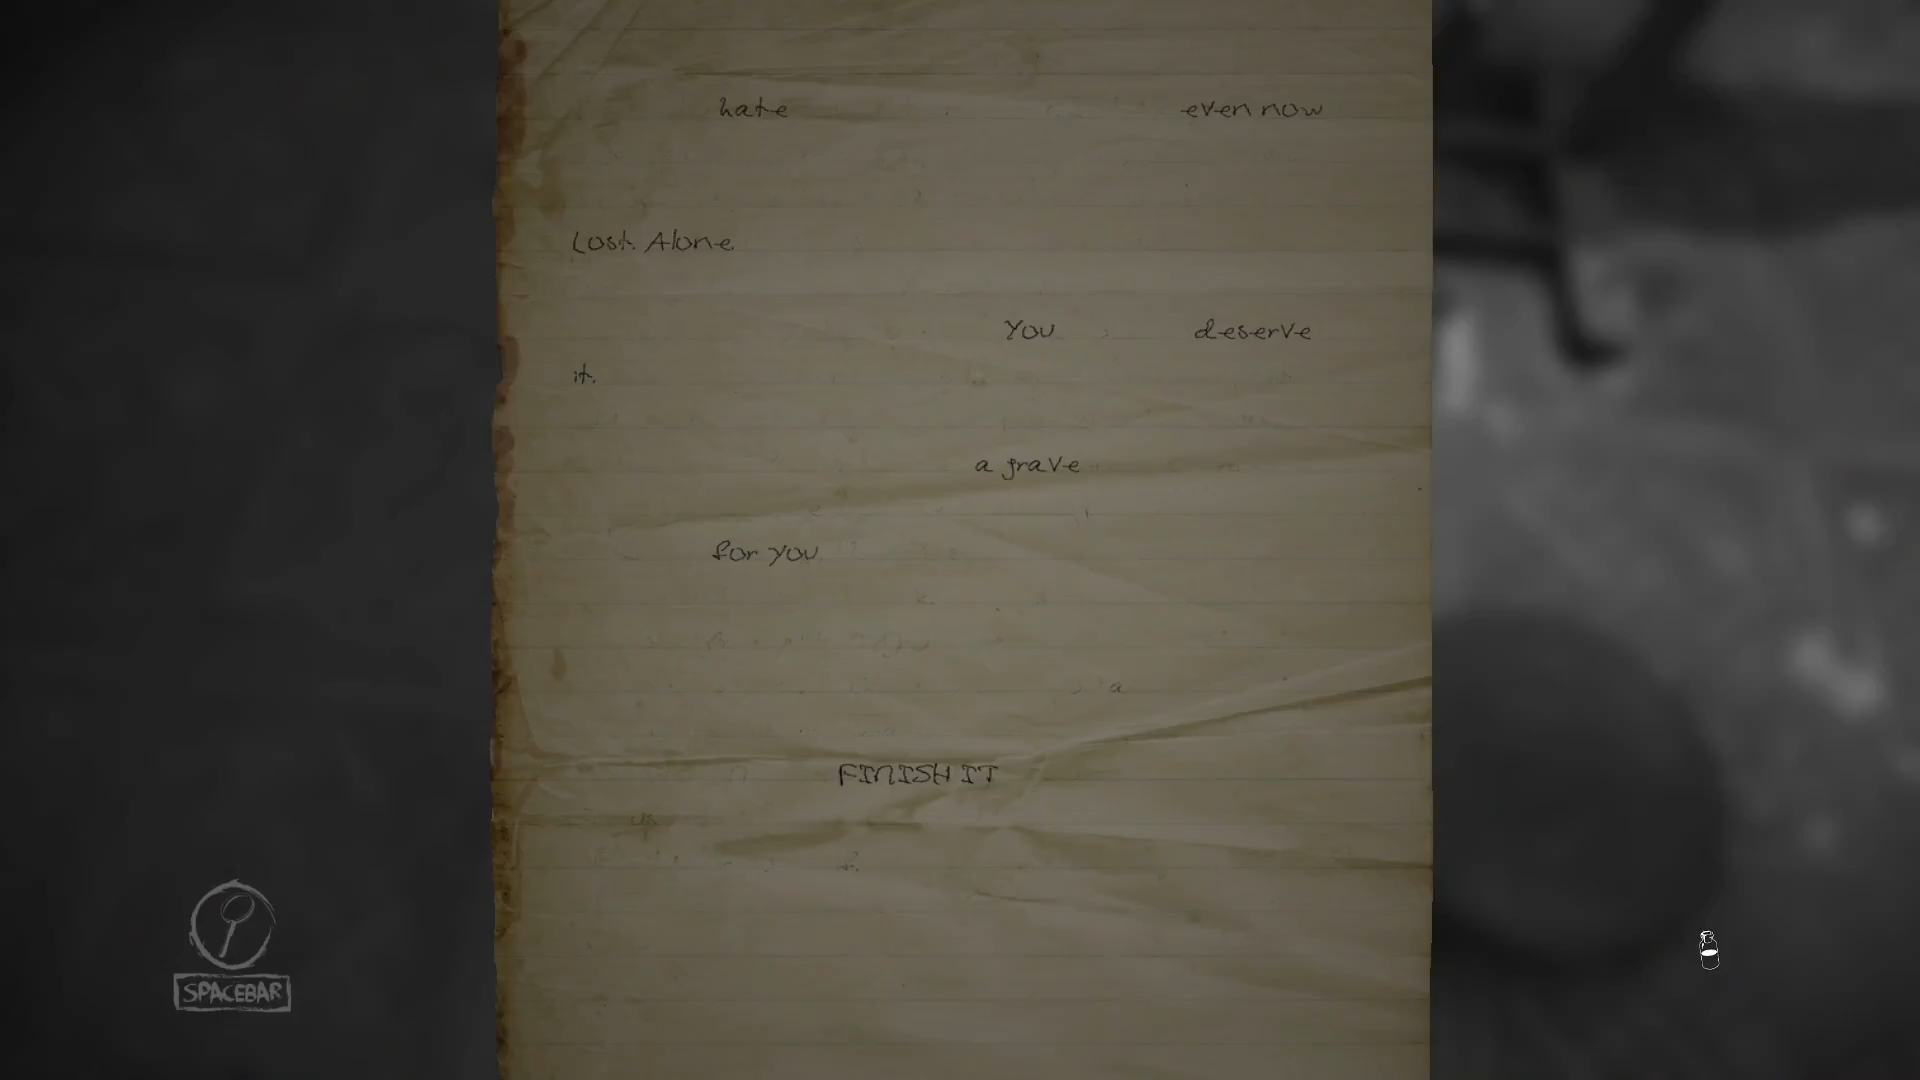 hate even now
Lost. Alone.
You deserve
it.
a grave
for you
a
FINISH IT
SPACEBAR